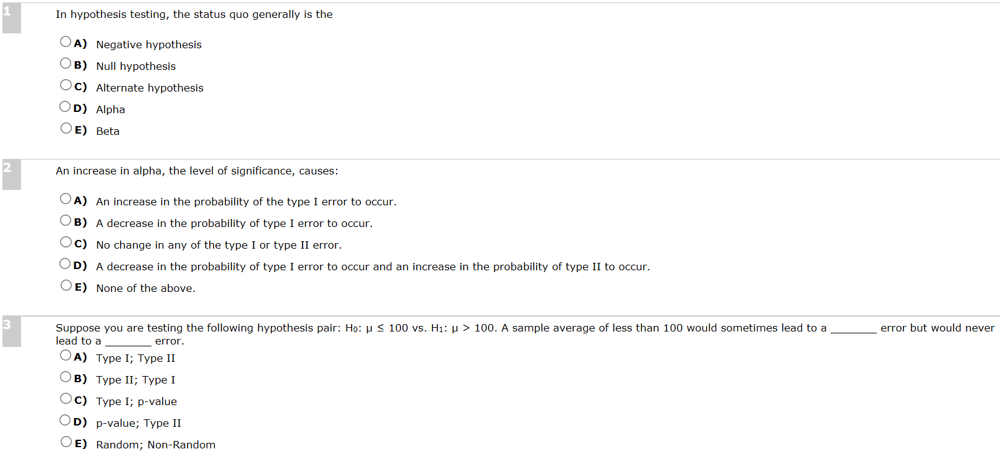 1
In hypothesis testing, the status quo generally is the
A) Negative hypothesis
B) Null hypothesis
C) Alternate hypothesis
D) Alpha
E) Beta
2
An increase in alpha, the level of significance, causes:
A) An increase in the probability of the type I error to occur.
B) A decrease in the probability of type I error to occur.
C) No change in any of the type I or type II error.
D) A decrease in the probability of type I error to occur and an increase in the probability of type II to occur.
E) None of the above.
3
Suppose you are testing the following hypothesis pair: H₀: µ ≤ 100 vs. H₁: µ > 100. A sample average of less than 100 would sometimes lead to a ________ error but would never
lead to a ________ error.
A) Type I; Type II
B) Type II; Type I
C) Type I; p-value
D) p-value; Type II
E) Random; Non-Random